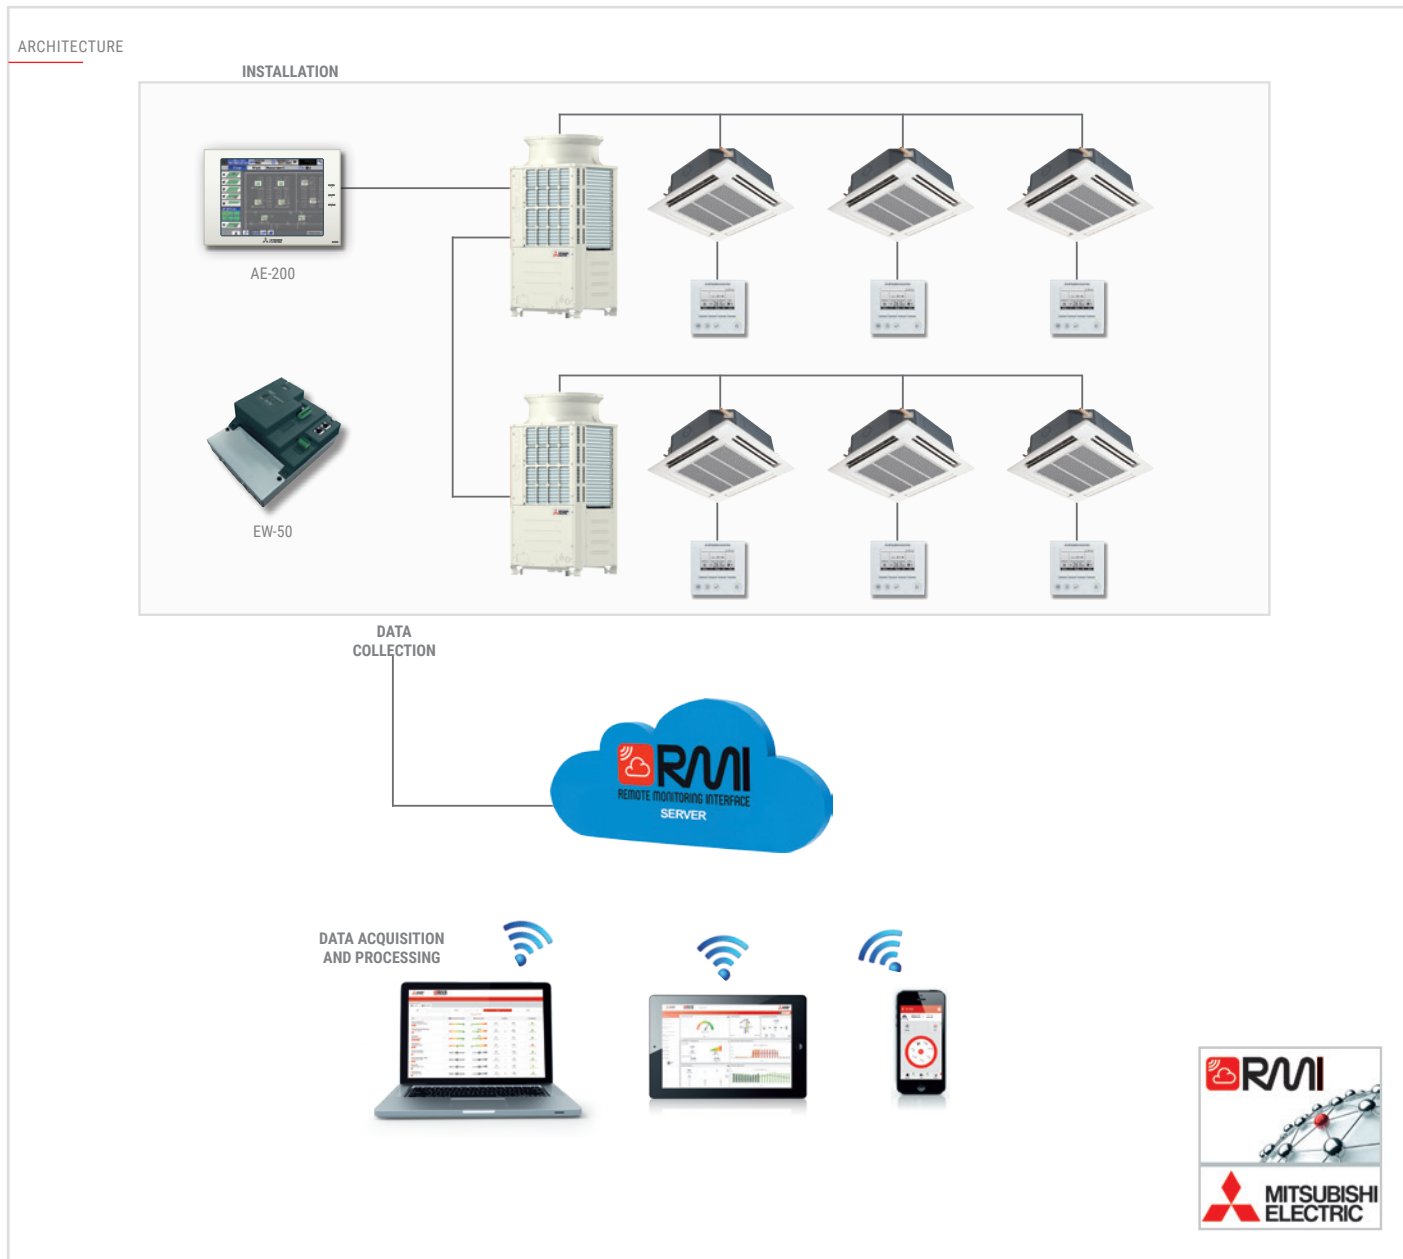 ARCHITECTURE
INSTALLATION
AE-200
EW-50
DATA
COLLECTION
RMI
REMOTE MONITORING INTERFACE
SERVER
DATA ACQUISITION
AND PROCESSING
RMI
MITSUBISHI
ELECTRIC